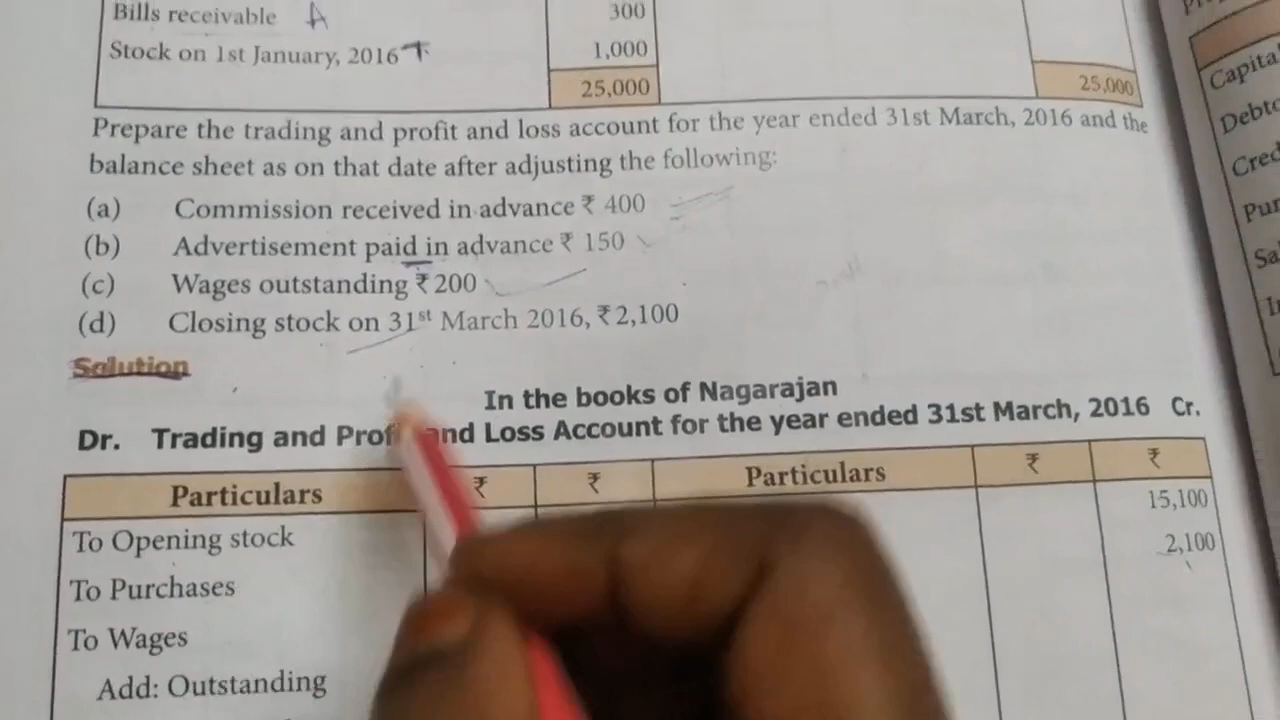 Bills receivable A 300
Stock on 1st January, 2016 T 1,000
25,000 25,000
Prepare the trading and profit and loss account for the year ended 31st March, 2016 and the
balance sheet as on that date after adjusting the following:
(a) Commission received in advance ₹ 400
(b) Advertisement paid in advance ₹ 150
(c) Wages outstanding ₹ 200
(d) Closing stock on 31st March 2016, ₹ 2,100
Solution
In the books of Nagarajan
Dr. Trading and Profit and Loss Account for the year ended 31st March, 2016 Cr.
Particulars ₹ ₹ Particulars ₹ ₹
To Opening stock 15,100
To Purchases 2,100
To Wages
Add: Outstanding
Capita
Debto
Cred
Pur
Sa